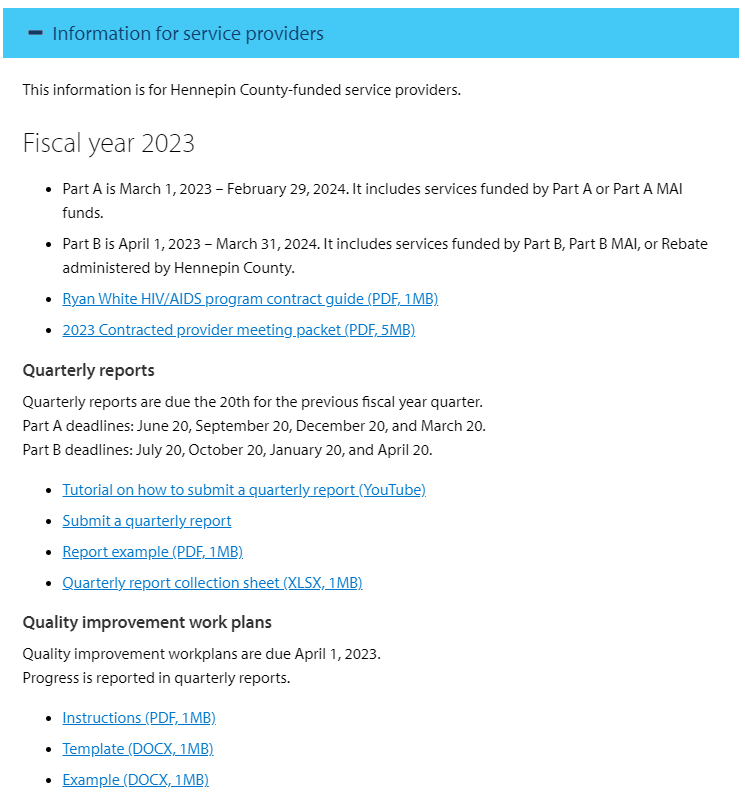 Information for service providers
This information is for Hennepin County-funded service providers.
Fiscal year 2023
Part A is March 1, 2023 – February 29, 2024. It includes services funded by Part A or Part A MAI
funds.
Part B is April 1, 2023 – March 31, 2024. It includes services funded by Part B, Part B MAI, or Rebate
administered by Hennepin County.
Ryan White HIV/AIDS program contract guide (PDF, 1MB)
2023 Contracted provider meeting packet (PDF, 5MB)
Quarterly reports
Quarterly reports are due the 20th for the previous fiscal year quarter.
Part A deadlines: June 20, September 20, December 20, and March 20.
Part B deadlines: July 20, October 20, January 20, and April 20.
Tutorial on how to submit a quarterly report (YouTube)
Submit a quarterly report
Report example (PDF, 1MB)
Quarterly report collection sheet (XLSX, 1MB)
Quality improvement work plans
Quality improvement workplans are due April 1, 2023.
Progress is reported in quarterly reports.
Instructions (PDF, 1MB)
Template (DOCX, 1MB)
Example (DOCX, 1MB)